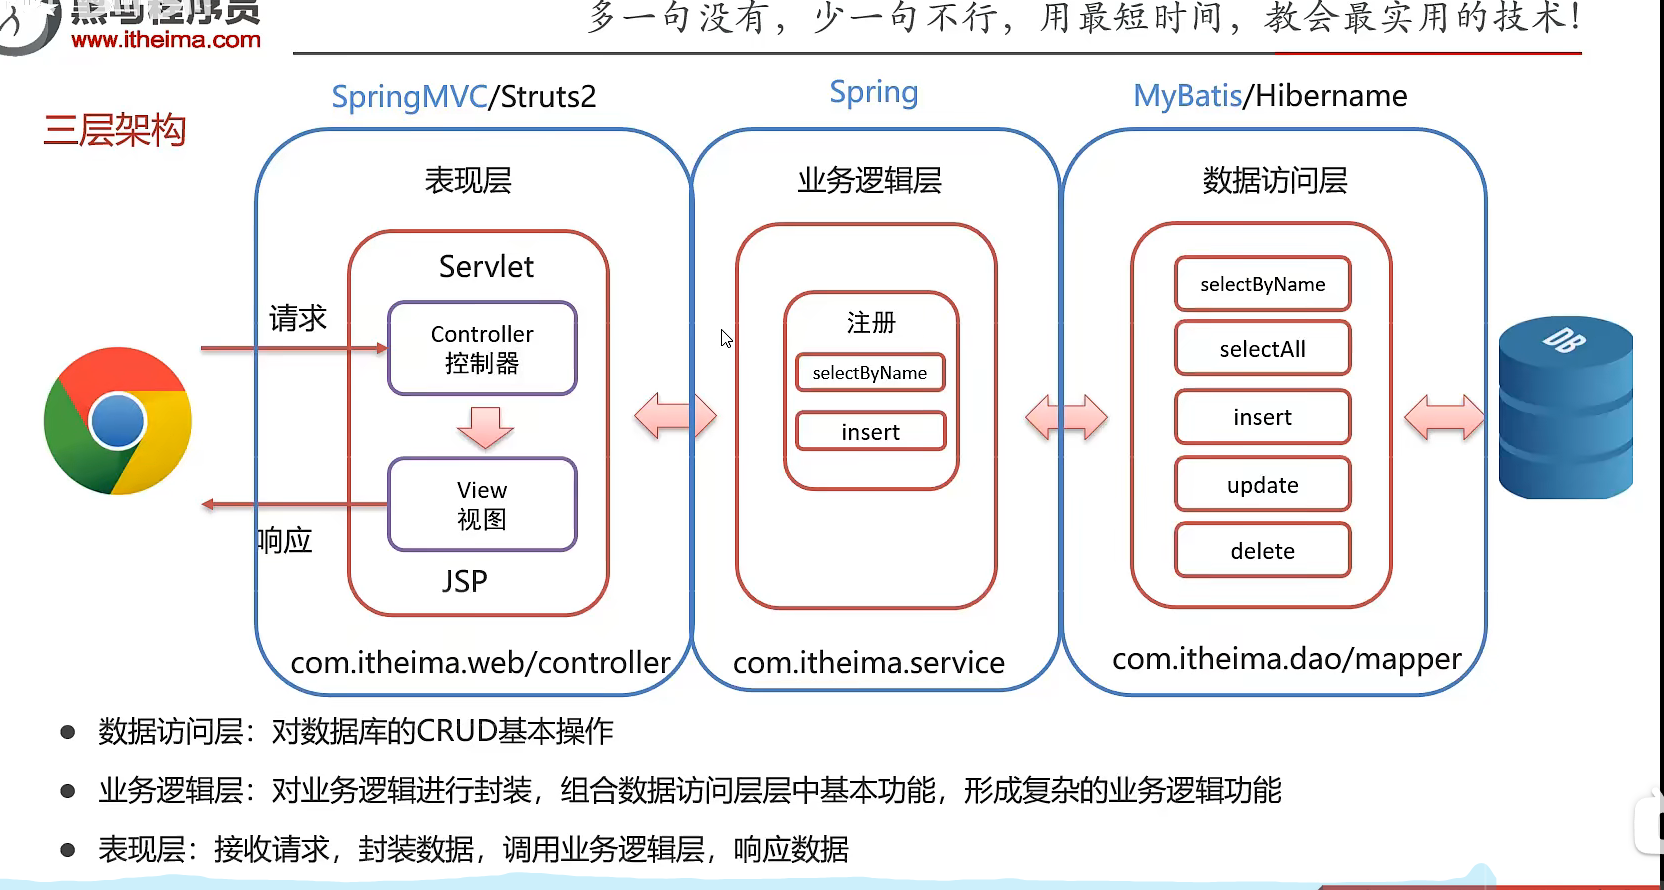 黑马程序员
www.itheima.com
多一句没有，少一句不行，用最短时间，教会最实用的技术！
三层架构
SpringMVC/Struts2
Spring
MyBatis/Hibername
表现层
业务逻辑层
数据访问层
Servlet
请求
Controller
控制器
View
视图
响应
JSP
注册
selectByName
insert
selectByName
selectAll
insert
update
delete
DB
com.itheima.web/controller
com.itheima.service
com.itheima.dao/mapper
数据访问层：对数据库的CRUD基本操作
业务逻辑层：对业务逻辑进行封装，组合数据访问层层中基本功能，形成复杂的业务逻辑功能
表现层：接收请求，封装数据，调用业务逻辑层，响应数据